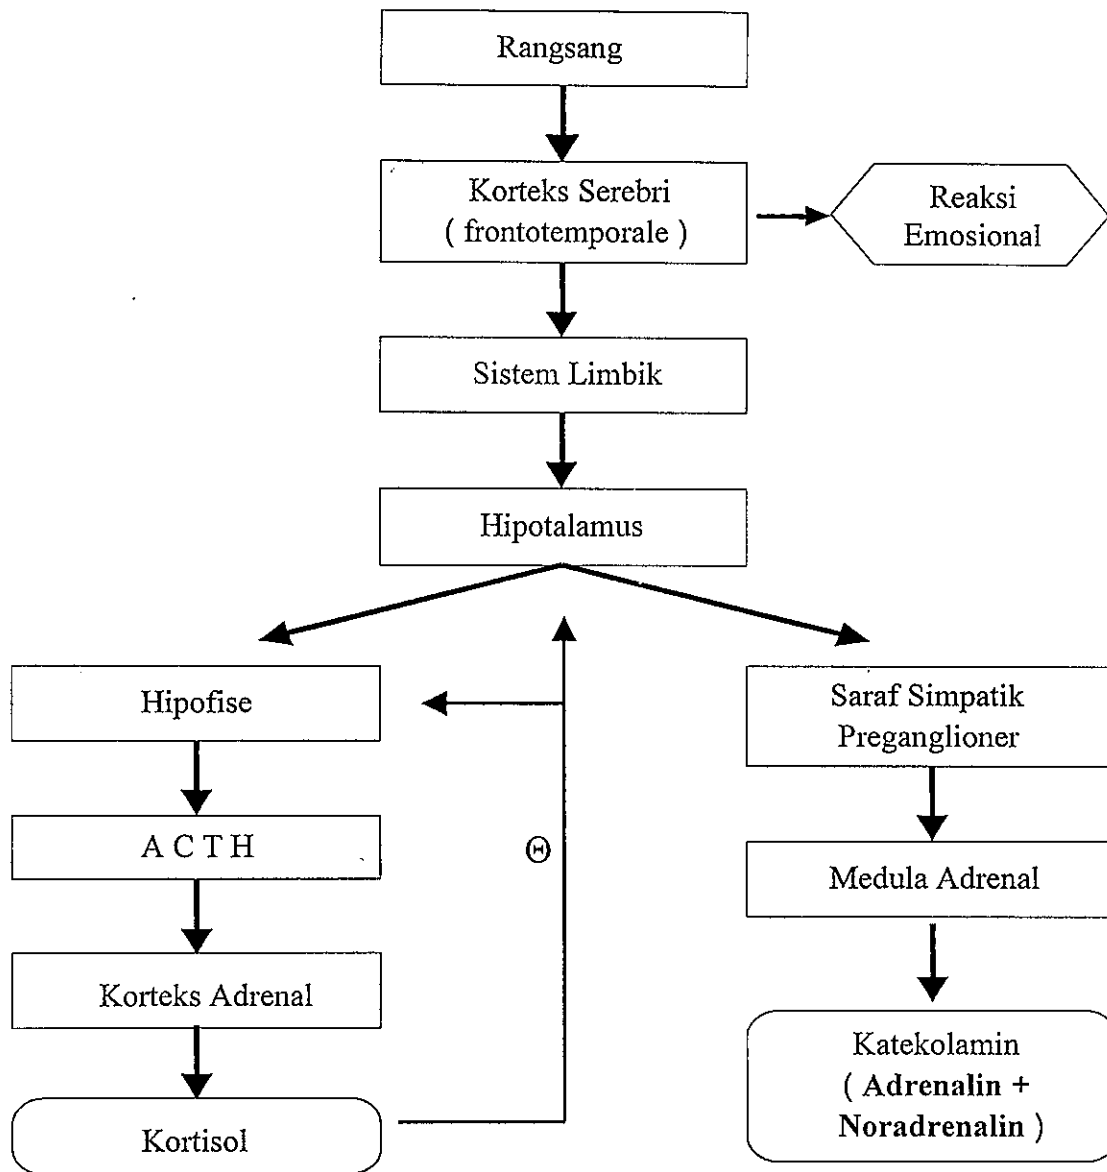 Rangsang
Korteks Serebri
( frontotemporale )
Reaksi
Emosional
Sistem Limbik
Hipotalamus
Hipofise
Saraf Simpatik
Preganglioner
A C T H
Θ
Medula Adrenal
Korteks Adrenal
Kortisol
Katekolamin
( Adrenalin +
Noradrenalin )